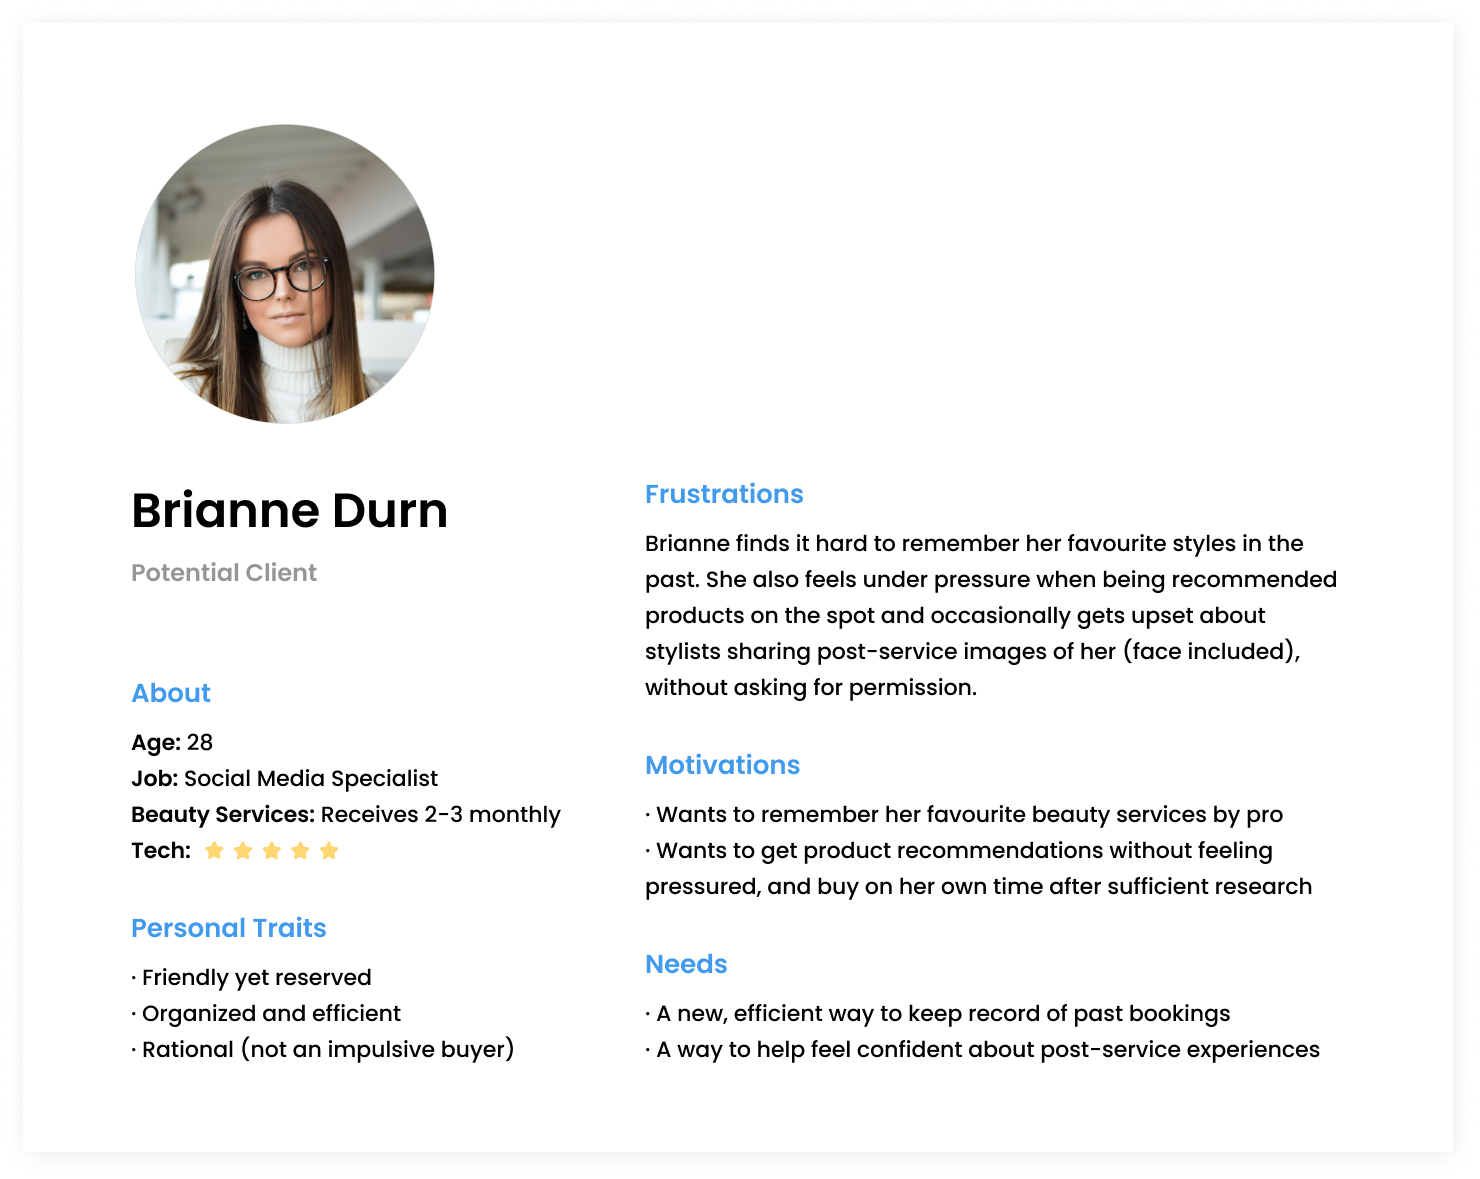 Brianne Durn
Potential Client
About
Age: 28
Job: Social Media Specialist
Beauty Services: Receives 2-3 monthly
Tech:
Personal Traits
· Friendly yet reserved
· Organized and efficient
· Rational (not an impulsive buyer)
Frustrations
Brianne finds it hard to remember her favourite styles in the
past. She also feels under pressure when being recommended
products on the spot and occasionally gets upset about
stylists sharing post-service images of her (face included),
without asking for permission.
Motivations
· Wants to remember her favourite beauty services by pro
· Wants to get product recommendations without feeling
pressured, and buy on her own time after sufficient research
Needs
· A new, efficient way to keep record of past bookings
· A way to help feel confident about post-service experiences